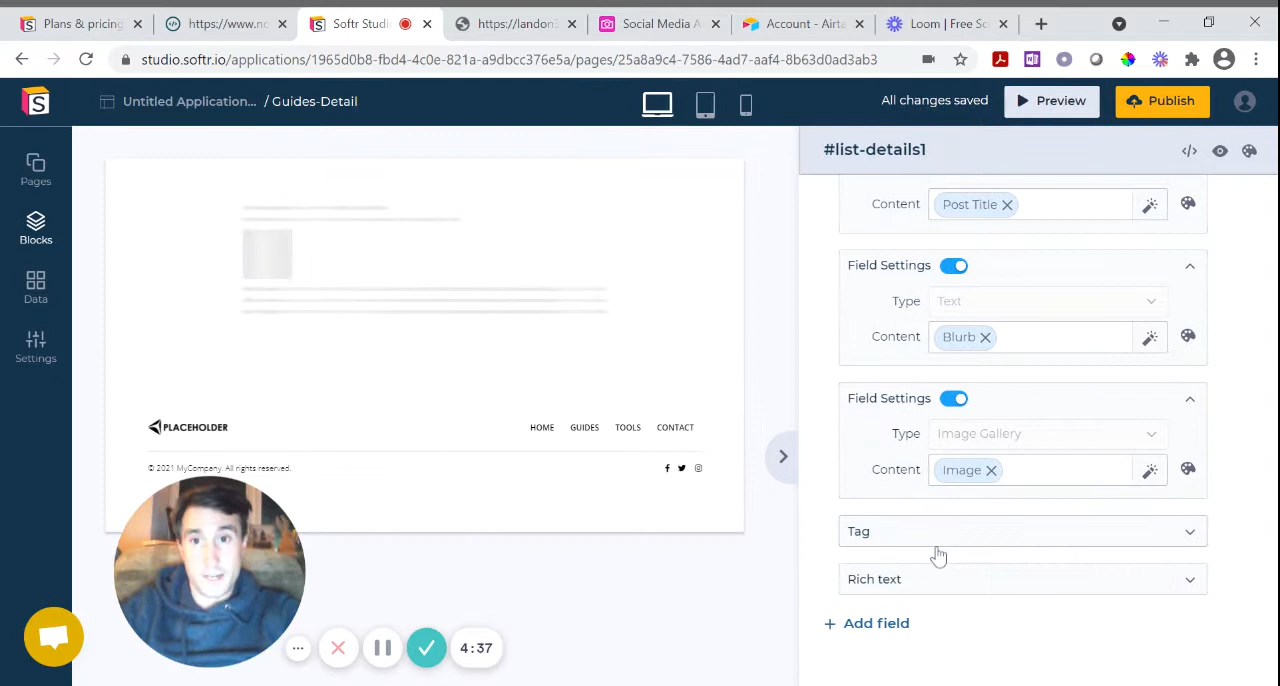 Plans & pricing
https://www.no
Softr Studi
https://landon3
Social Media A
Account - Airta
Loom | Free Sc
studio.softr.io/applications/1965d0b8-fbd4-4c0e-821a-a9dbcc376e5a/pages/25a8a9c4-7586-4ad7-aaf4-8b63d0ad3ab3
S
Untitled Application... / Guides-Detail
All changes saved
Preview
Publish
Pages
Blocks
Data
Settings
#list-details1
Content
Post Title
Field Settings
Type
Text
Content
Blurb
Field Settings
Type
Image Gallery
Content
Image
Tag
Rich text
+ Add field
PLACEHOLDER
HOME
GUIDES
TOOLS
CONTACT
© 2021 MyCompany. All rights reserved.
4:37